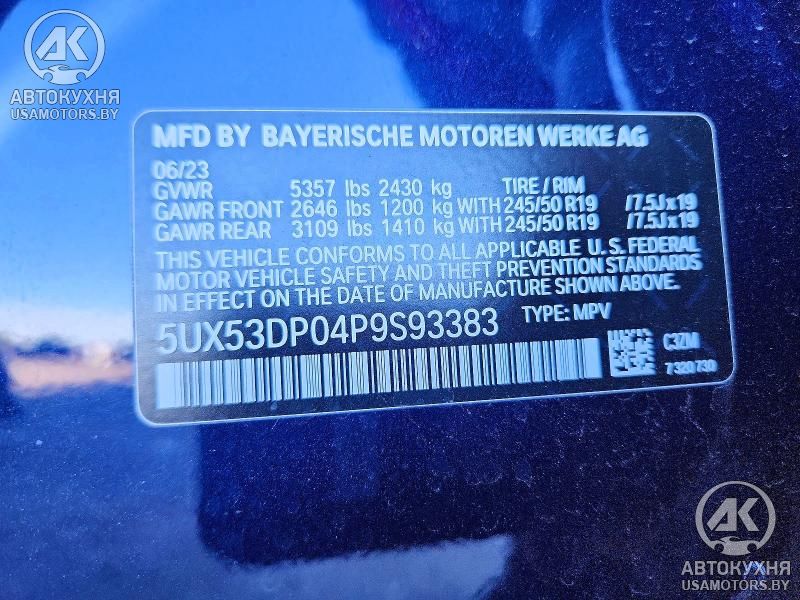 AK
АВТОКУХНЯ
USAMOTORS.BY
MFD BY BAYERISCHE MOTOREN WERKE AG
06/23
GVWR 5357 lbs 2430 kg TIRE / RIM
GAWR FRONT 2646 lbs 1200 kg WITH 245/50 R19 /7.5Jx19
GAWR REAR 3109 lbs 1410 kg WITH 245/50 R19 /7.5Jx19
THIS VEHICLE CONFORMS TO ALL APPLICABLE U. S. FEDERAL
MOTOR VEHICLE SAFETY AND THEFT PREVENTION STANDARDS
IN EFFECT ON THE DATE OF MANUFACTURE SHOWN ABOVE.
5UX53DP04P9S93383 TYPE: MPV
C3ZM
7320730
AK
АВТОКУХНЯ
USAMOTORS.BY